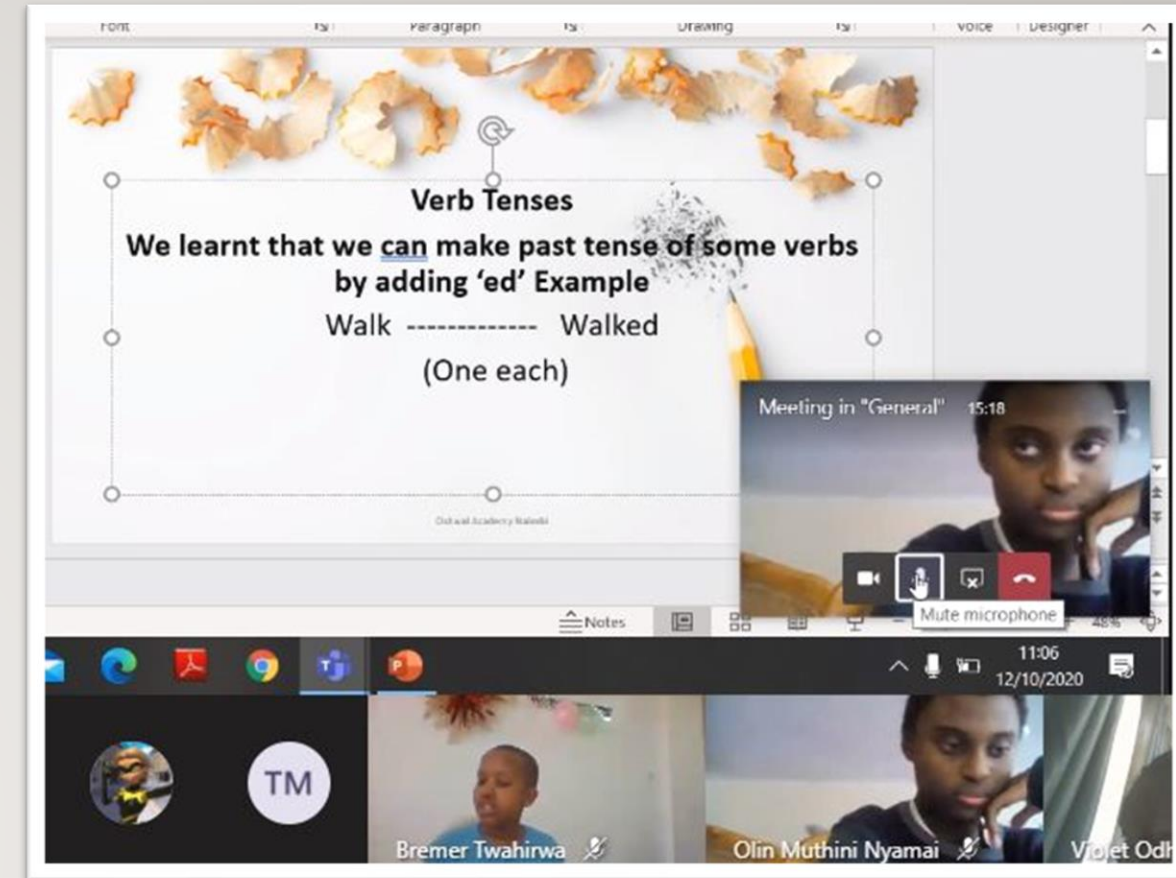 Font Paragraph Drawing Voice Designer
Verb Tenses
We learnt that we can make past tense of some verbs
by adding ‘ed’ Example
Walk ------------- Walked
(One each)
Meeting in "General" 15:18
Mute microphone
Notes
48%
11:06
12/10/2020
TM
Bremer Twahirwa
Olin Muthini Nyamai
Violet Odh